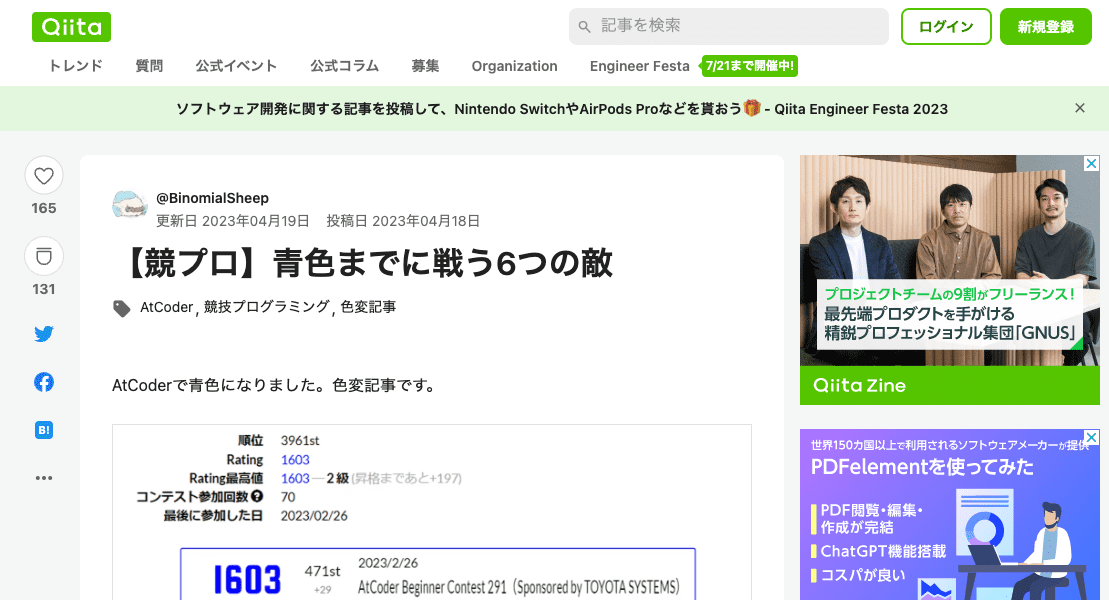 Qiita
記事を検索
ログイン
新規登録
トレンド 質問 公式イベント 公式コラム 募集 Organization Engineer Festa 7/21まで開催中!
ソフトウェア開発に関する記事を投稿して、Nintendo SwitchやAirPods Proなどを貰おう🎁 - Qiita Engineer Festa 2023
165
131
B!
@BinomialSheep
更新日 2023年04月19日 投稿日 2023年04月18日
【競プロ】青色までに戦う6つの敵
AtCoder, 競技プログラミング, 色変記事
AtCoderで青色になりました。色変記事です。
順位 3961st
Rating 1603
Rating最高値 1603 ― 2級 (昇格まであと+197)
コンテスト参加回数 ? 70
最後に参加した日 2023/02/26
1603
471st
+29
2023/2/26
AtCoder Beginner Contest 291 (Sponsored by TOYOTA SYSTEMS)
プロジェクトチームの9割がフリーランス!
最先端プロダクトを手がける
精鋭プロフェッショナル集団「GNUS」
Qiita Zine
世界150カ国以上で利用されるソフトウェアメーカーが提供
PDFelementを使ってみた
PDF閲覧・編集・
作成が完結
ChatGPT機能搭載
コスパが良い